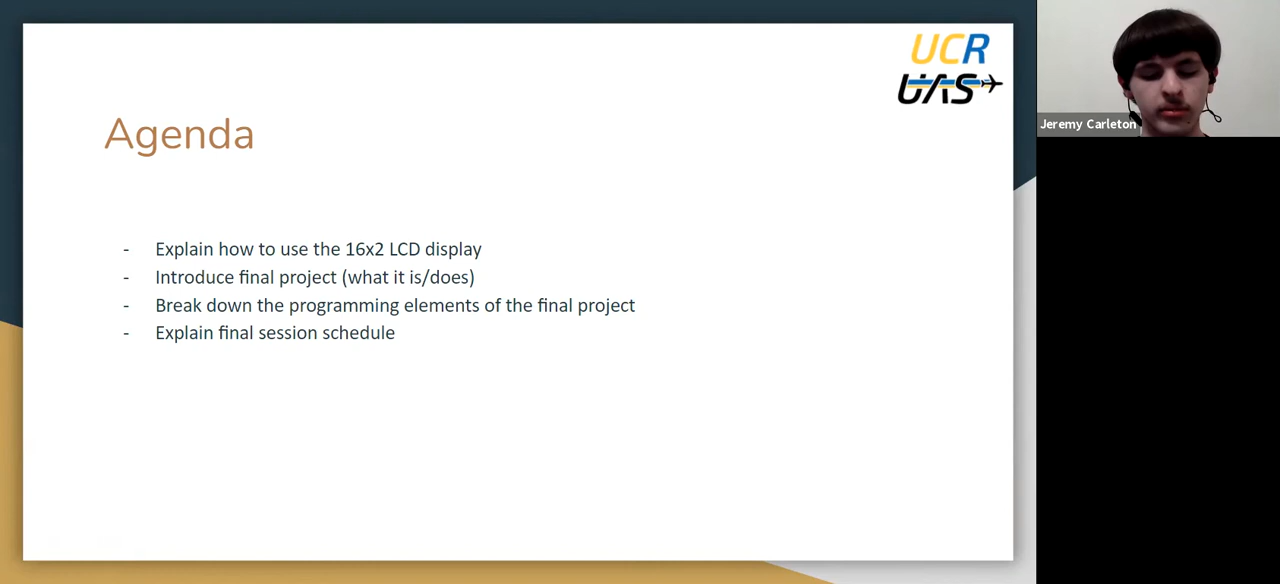 UCR
UAS
Agenda
- Explain how to use the 16x2 LCD display
- Introduce final project (what it is/does)
- Break down the programming elements of the final project
- Explain final session schedule
Jeremy Carleton